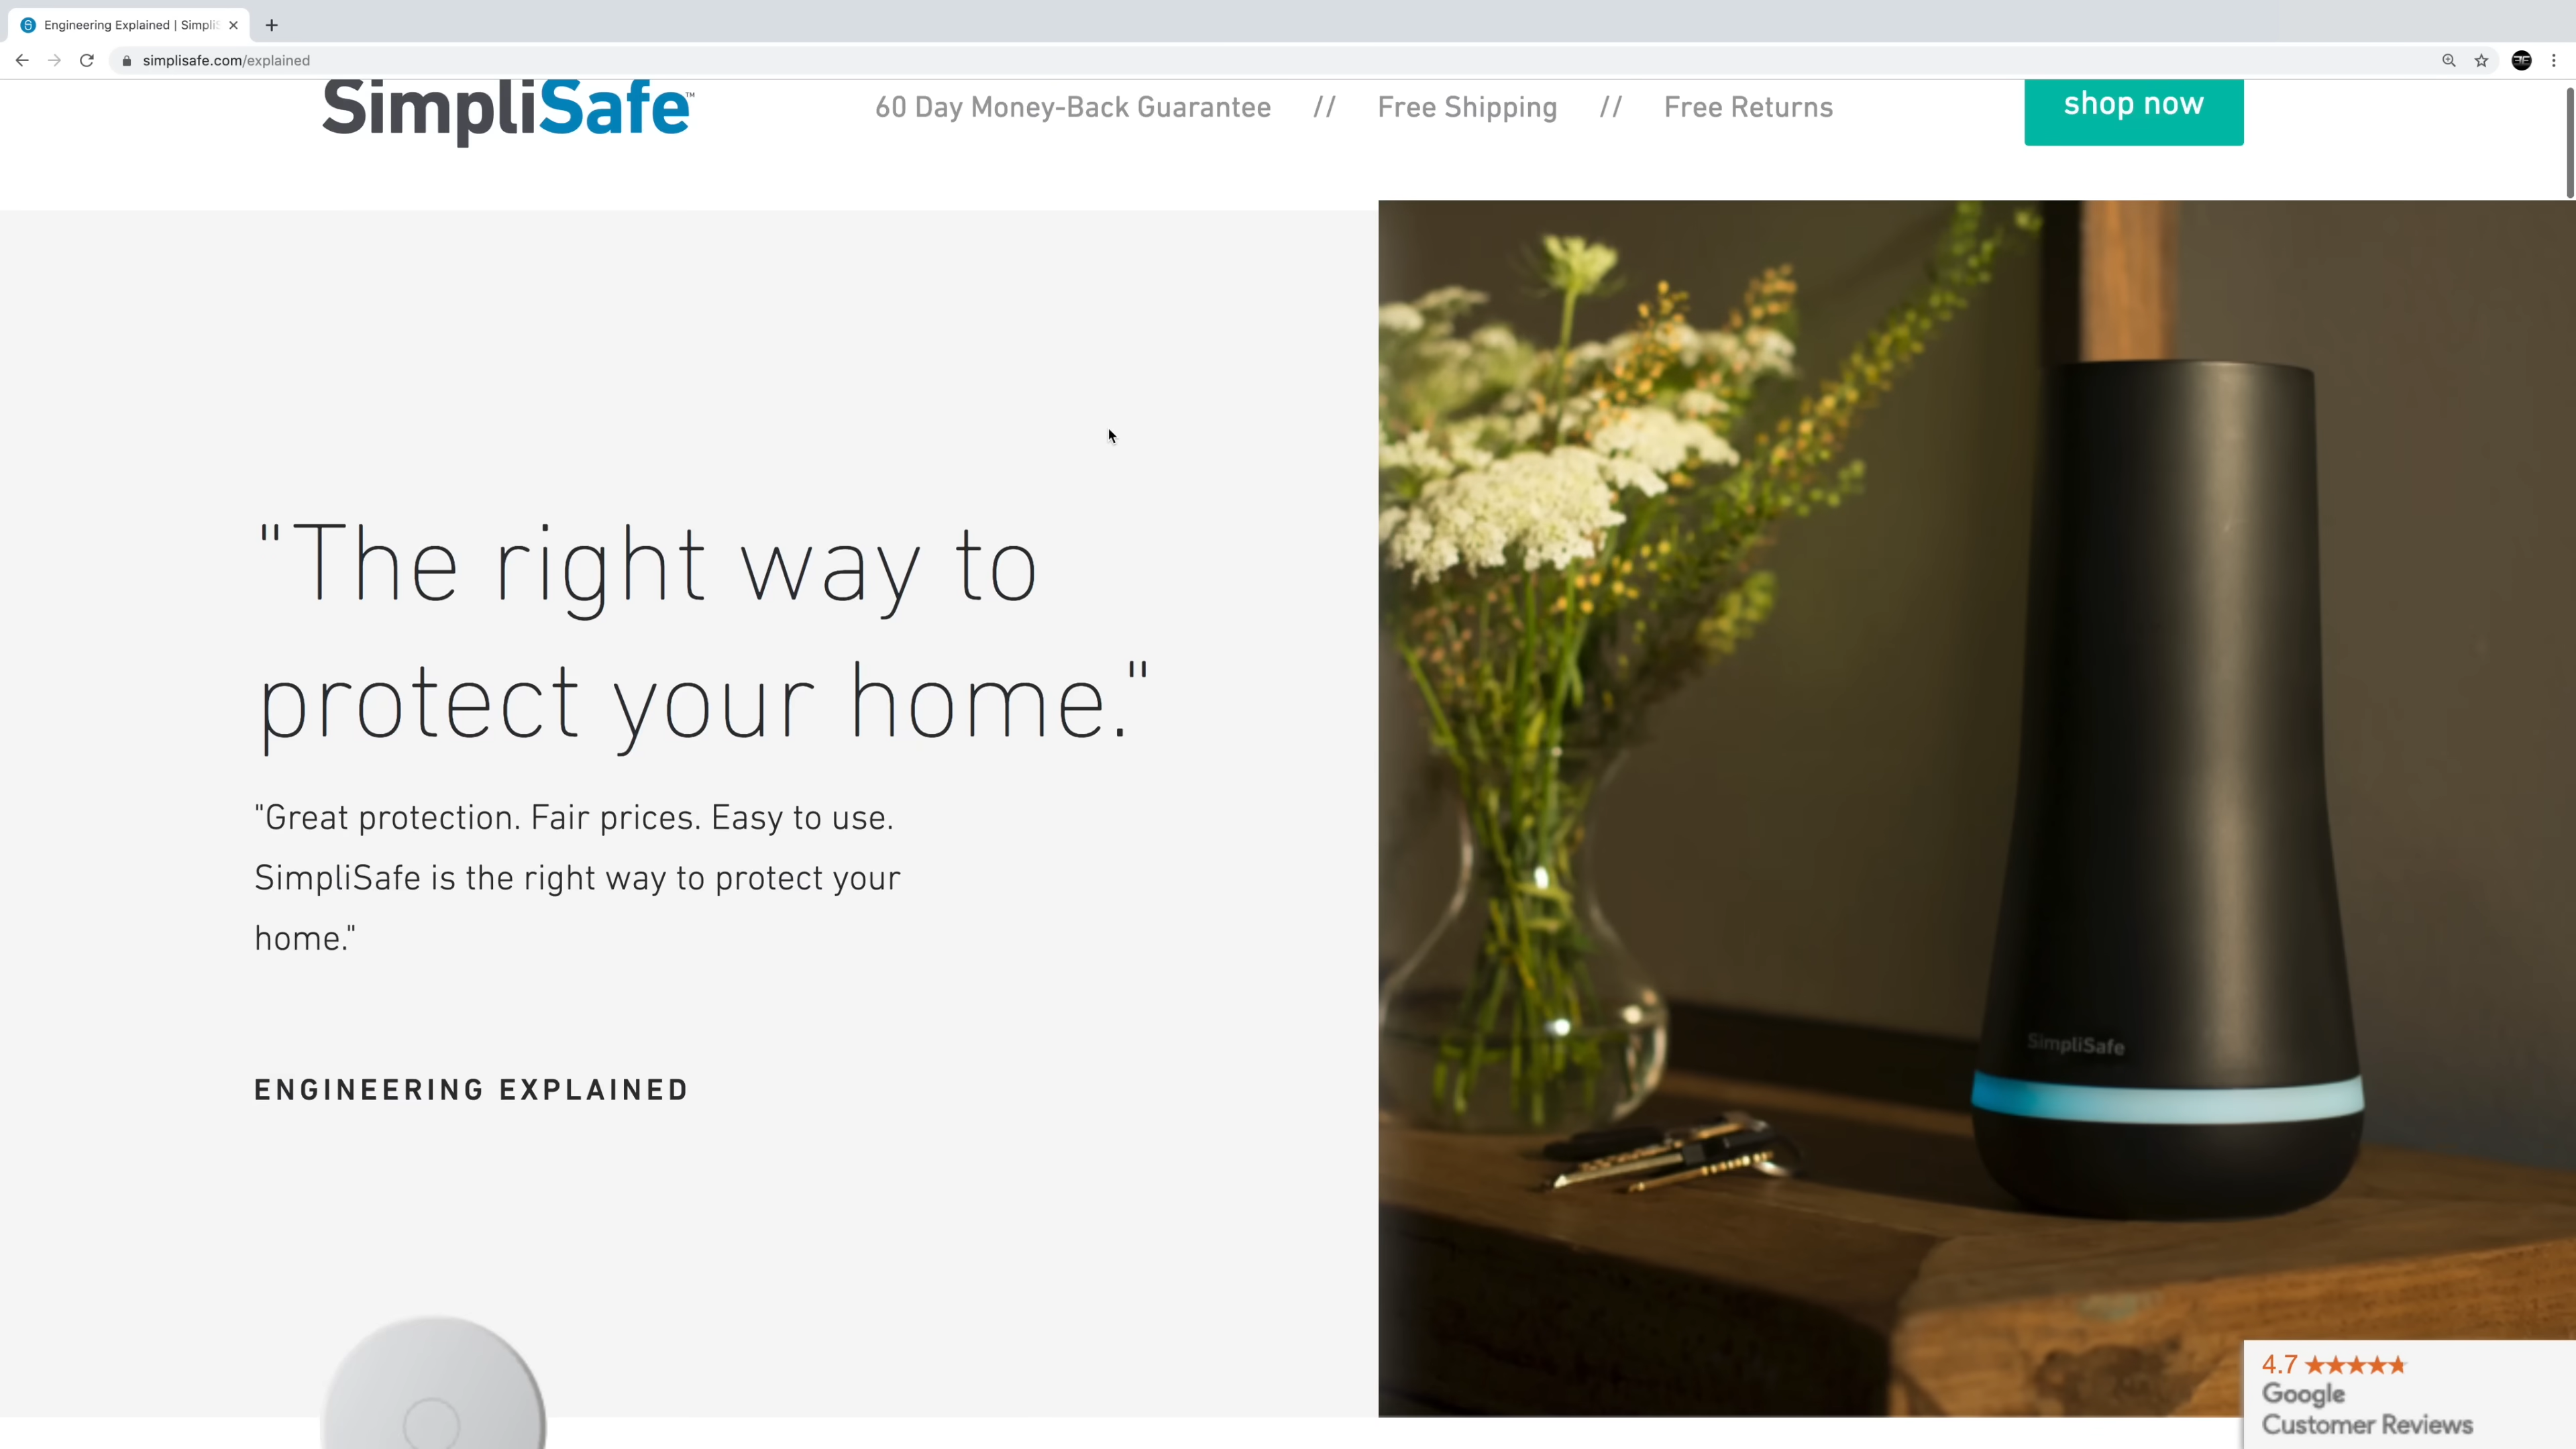 Engineering Explained | Simpli
simplisafe.com/explained
SimpliSafe™
60 Day Money-Back Guarantee // Free Shipping // Free Returns
shop now
"The right way to
protect your home."
"Great protection. Fair prices. Easy to use.
SimpliSafe is the right way to protect your
home."
ENGINEERING EXPLAINED
SimpliSafe
4.7
Google
Customer Reviews